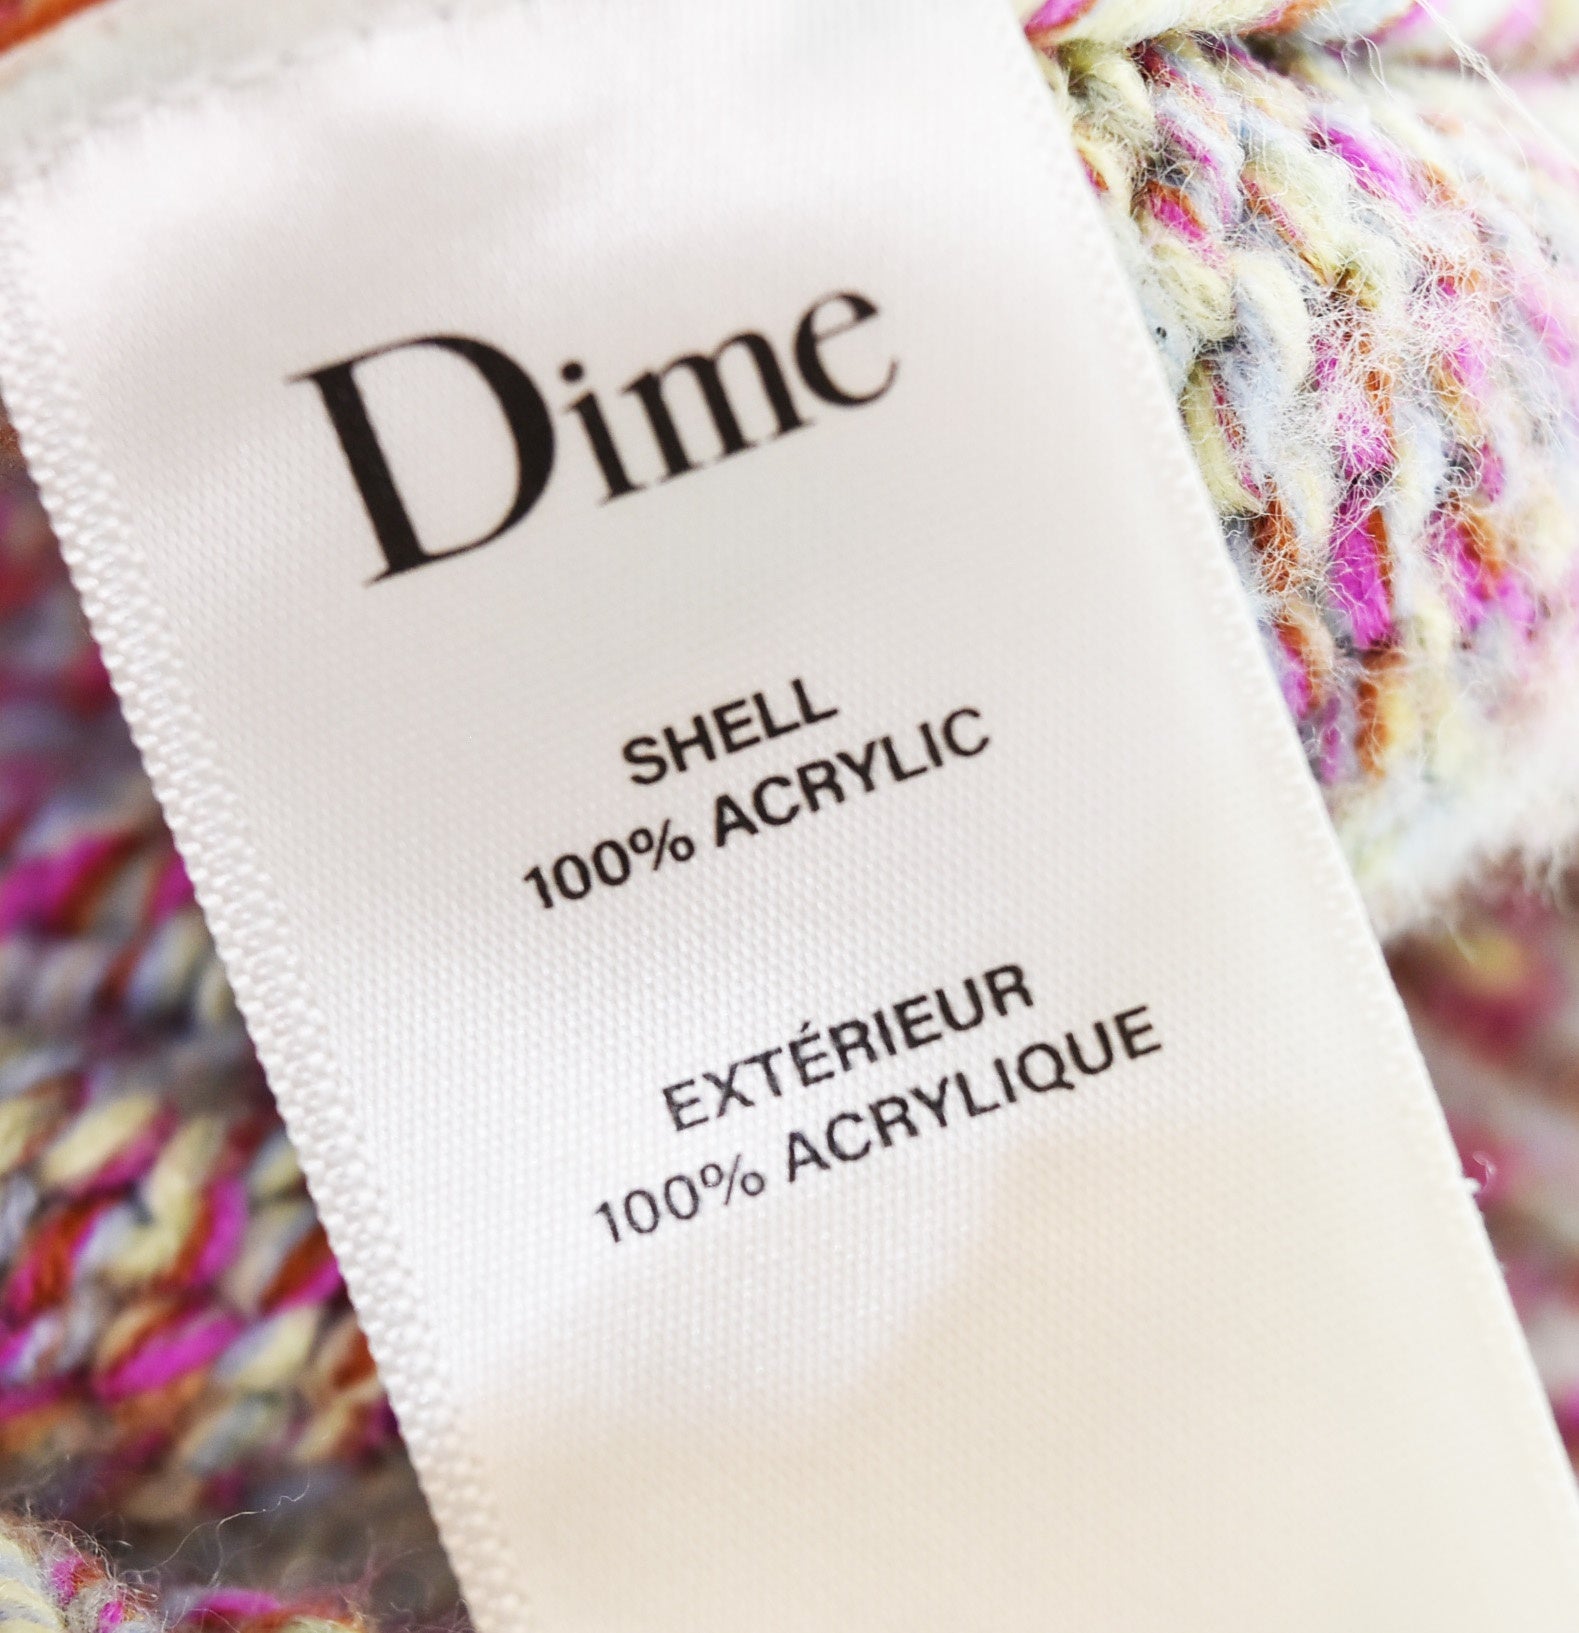 Dime
SHELL
100% ACRYLIC
EXTÉRIEUR
100% ACRYLIQUE